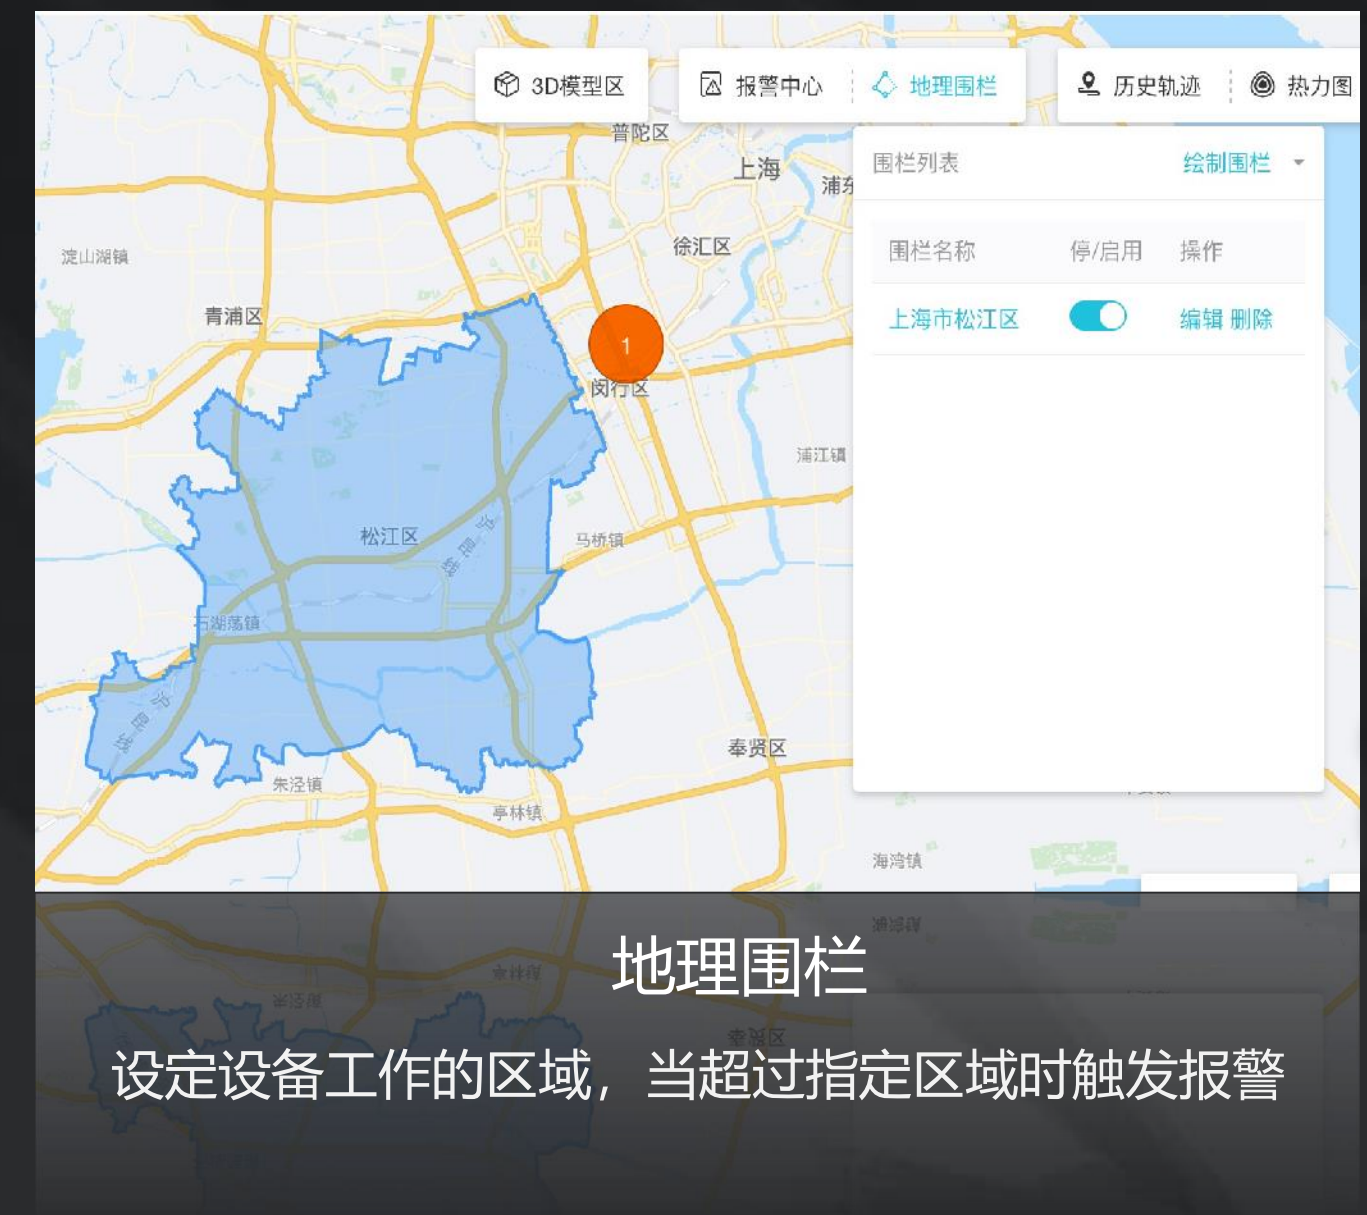 3D模型区
报警中心
地理围栏
历史轨迹
热力图
普陀区
上海
围栏列表
绘制围栏
徐汇区
淀山湖镇
围栏名称
停/启用
操作
青浦区
上海市松江区
编辑 删除
1
闵行区
浦江镇
松江区
沪昆线
马桥镇
石湖荡镇
沪昆线
奉贤区
朱泾镇
亭林镇
海湾镇
地理围栏
设定设备工作的区域，当超过指定区域时触发报警